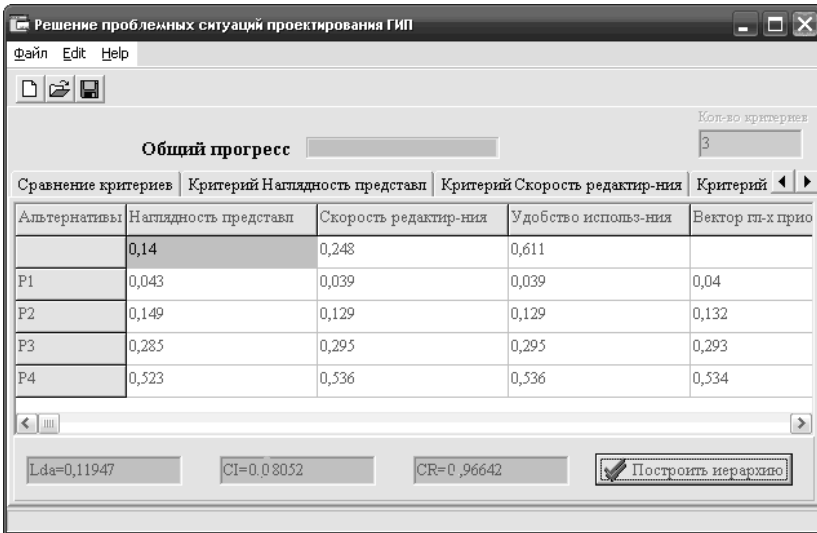 Решение проблемных ситуаций проектирования ГИП
Файл Edit Help
Кол-во критериев
Общий прогресс 3
Сравнение критериев Критерий Наглядность представл Критерий Скорость редактир-ния Критерий
Альтернативы Наглядность представл Скорость редактир-ния Удобство использ-ния Вектор гл-х прио
0,14 0,248 0,611
P1 0,043 0,039 0,039 0,04
P2 0,149 0,129 0,129 0,132
P3 0,285 0,295 0,295 0,293
P4 0,523 0,536 0,536 0,534
Lda=0,11947 CI=0,08052 CR=0,96642 Построить иерархию